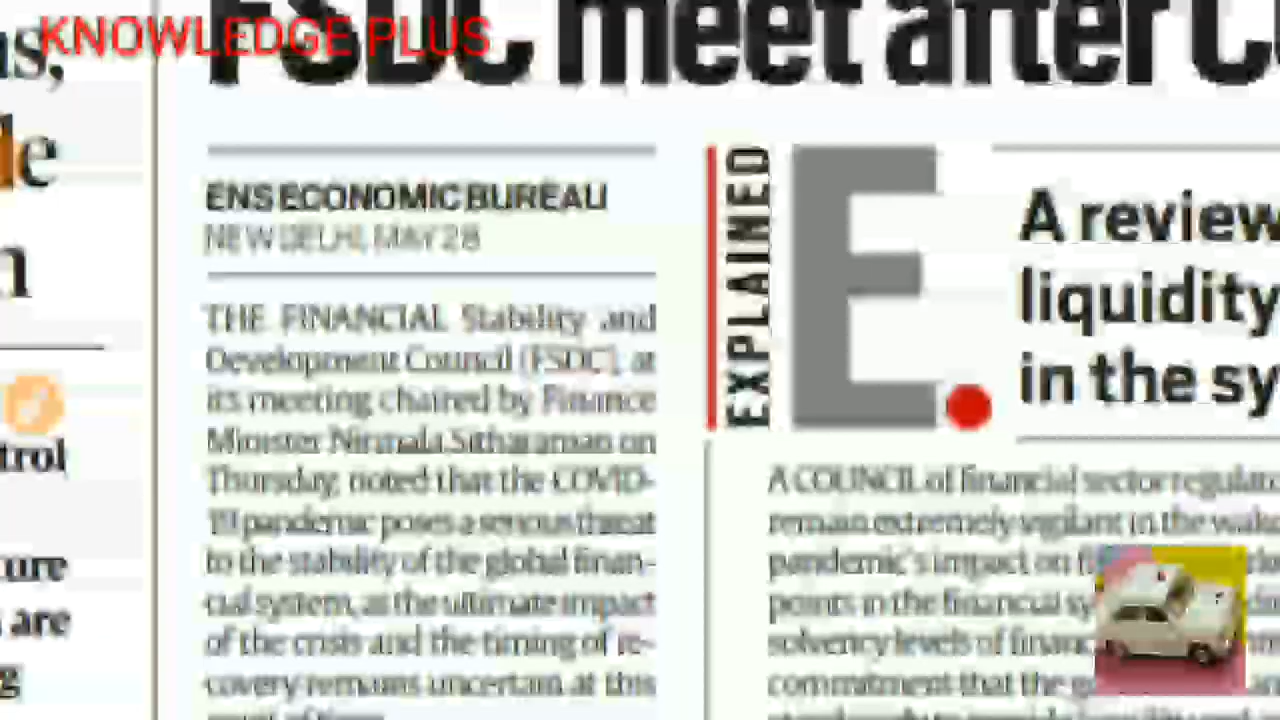 KNOWLEDGE PLUS
FSDC meet after C
us,
le
n
trol
ure
are
g
ENS ECONOMIC BUREAU
NEW DELHI, MAY 28
THE FINANCIAL Stability and
Development Council (FSDC), at
its meeting chaired by Finance
Minister Nirmala Sitharaman on
Thursday, noted that the COVID-
19 pandemic poses a serious threat
to the stability of the global finan-
cial system, as the ultimate impact
of the crisis and the timing of re-
covery remains uncertain at this
EXPLAINED
E.
A review
liquidity
in the sy
A COUNCIL of financial sector regulato
remain extremely vigilant in the wake
pandemic's impact on fi
points in the financial sy
solvency levels of financ
commitment that the g